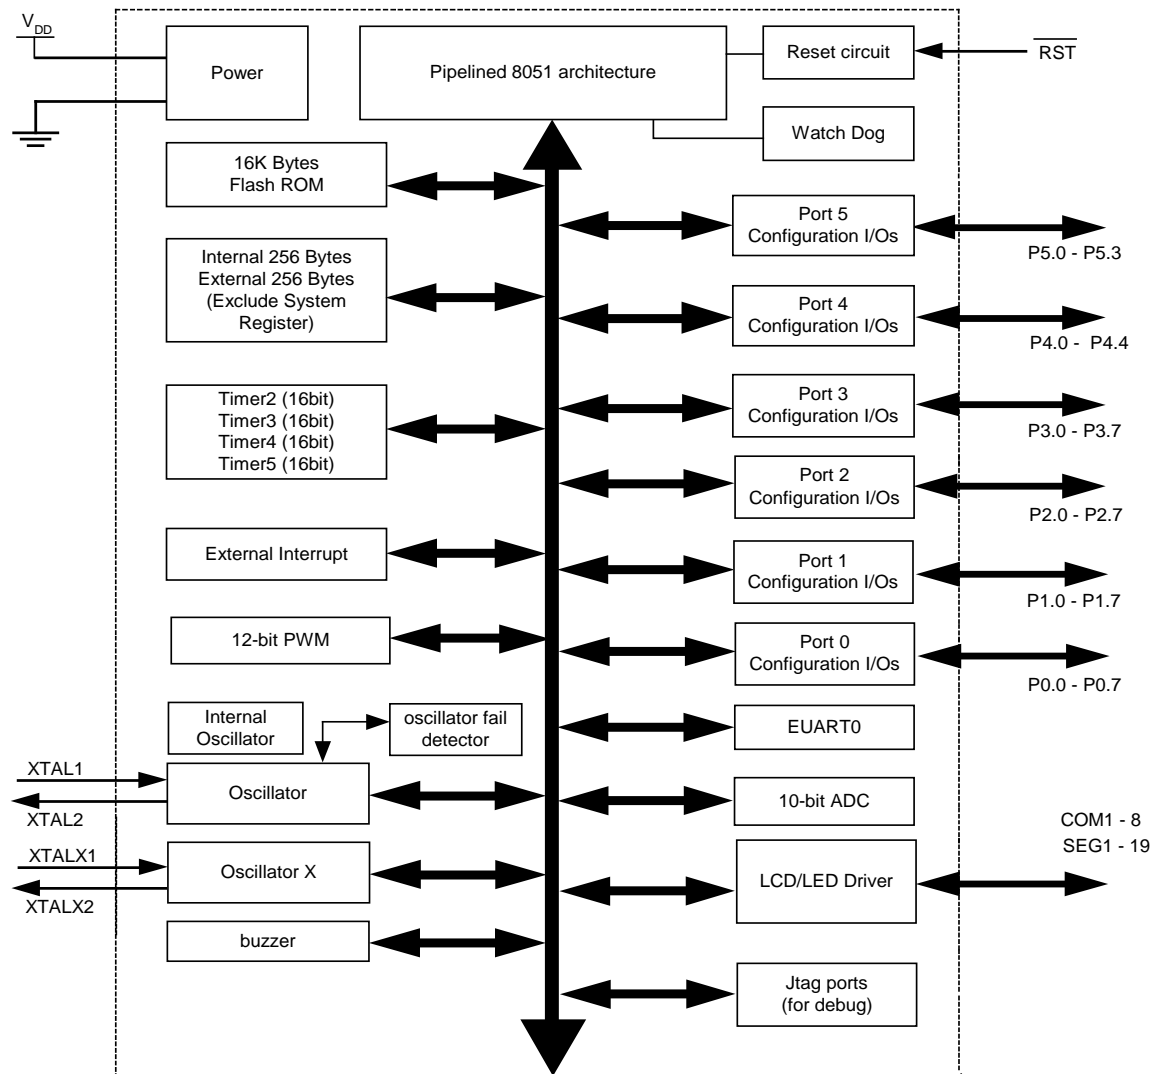 VDD
Power
Pipelined 8051 architecture
Reset circuit
RST
Watch Dog
16K Bytes
Flash ROM
Internal 256 Bytes
External 256 Bytes
(Exclude System
Register)
Timer2 (16bit)
Timer3 (16bit)
Timer4 (16bit)
Timer5 (16bit)
External Interrupt
12-bit PWM
Internal
Oscillator
oscillator fail
detector
XTAL1
Oscillator
XTAL2
XTALX1
Oscillator X
XTALX2
buzzer
Port 5
Configuration I/Os
P5.0 - P5.3
Port 4
Configuration I/Os
P4.0 - P4.4
Port 3
Configuration I/Os
P3.0 - P3.7
Port 2
Configuration I/Os
P2.0 - P2.7
Port 1
Configuration I/Os
P1.0 - P1.7
Port 0
Configuration I/Os
P0.0 - P0.7
EUART0
10-bit ADC
COM1 - 8
SEG1 - 19
LCD/LED Driver
Jtag ports
(for debug)